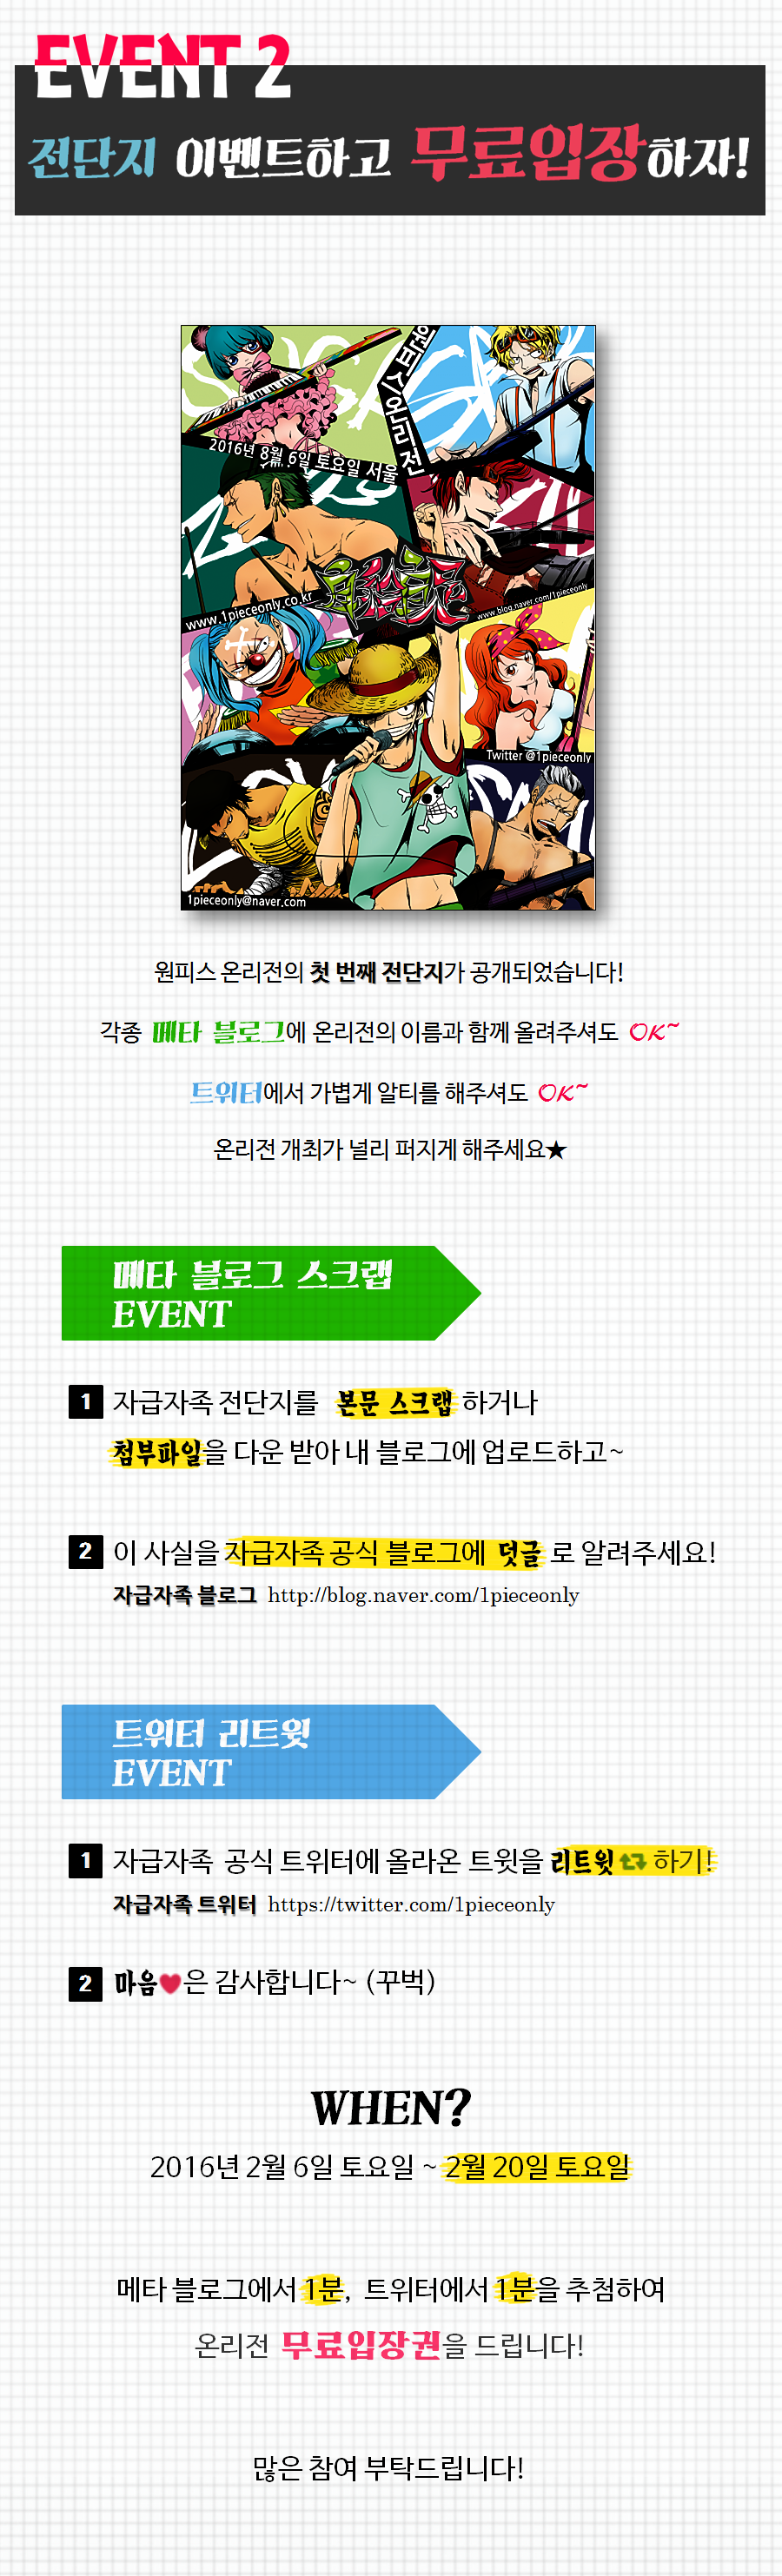 EVENT 2
전단지 이벤트하고 무료입장하자!
원피스온리전
2016년 8월 6일 토요일 서울
www.1pieceonly.co.kr
自給自足
www.blog.naver.com/1pieceonly
Twitter @1pieceonly
1pieceonly@naver.com
원피스 온리전의 첫 번째 전단지가 공개되었습니다!
각종 메타 블로그에 온리전의 이름과 함께 올려주셔도 OK~
트위터에서 가볍게 알티를 해주셔도 OK~
온리전 개최가 널리 퍼지게 해주세요★
메타 블로그 스크랩
EVENT
1 자급자족 전단지를 본문 스크랩 하거나
첨부파일을 다운 받아 내 블로그에 업로드하고~
2 이 사실을 자급자족 공식 블로그에 덧글 로 알려주세요!
자급자족 블로그 http://blog.naver.com/1pieceonly
트위터 리트윗
EVENT
1 자급자족 공식 트위터에 올라온 트윗을 리트윗 하기!
자급자족 트위터 https://twitter.com/1pieceonly
2 마음♥은 감사합니다~ (꾸벅)
WHEN?
2016년 2월 6일 토요일 ~ 2월 20일 토요일
메타 블로그에서 1분, 트위터에서 1분을 추첨하여
온리전 무료입장권을 드립니다!
많은 참여 부탁드립니다!